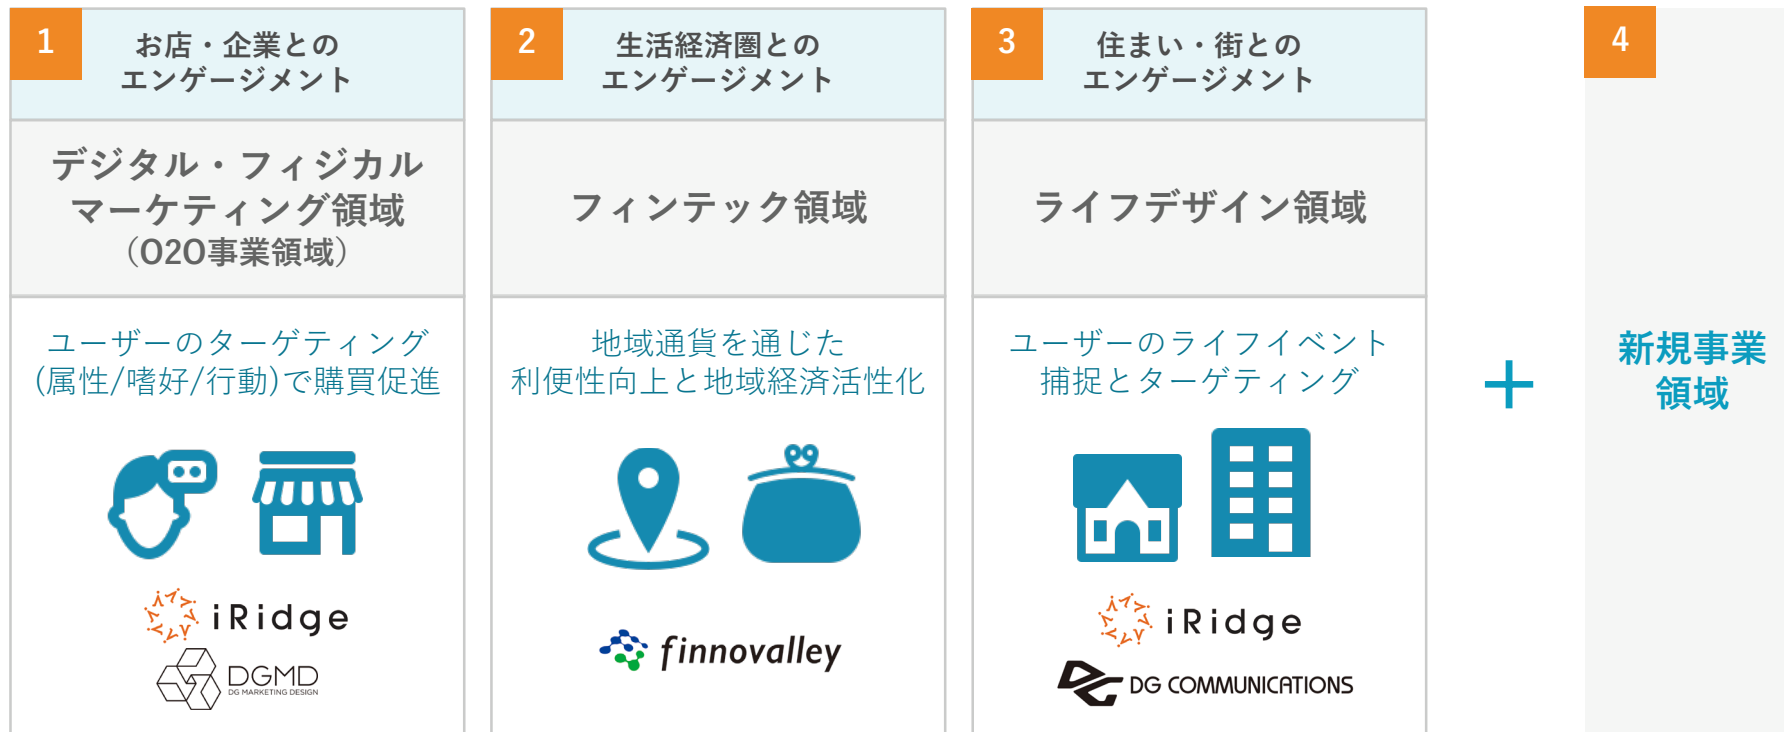 1
お店・企業との
エンゲージメント
デジタル・フィジカル
マーケティング領域
（O2O事業領域）
ユーザーのターゲティング
(属性/嗜好/行動)で購買促進
iRidge
DGMD
DG MARKETING DESIGN
2
生活経済圏との
エンゲージメント
フィンテック領域
地域通貨を通じた
利便性向上と地域経済活性化
finnovalley
3
住まい・街との
エンゲージメント
ライフデザイン領域
ユーザーのライフイベント
捕捉とターゲティング
iRidge
DG COMMUNICATIONS
+
4
新規事業
領域